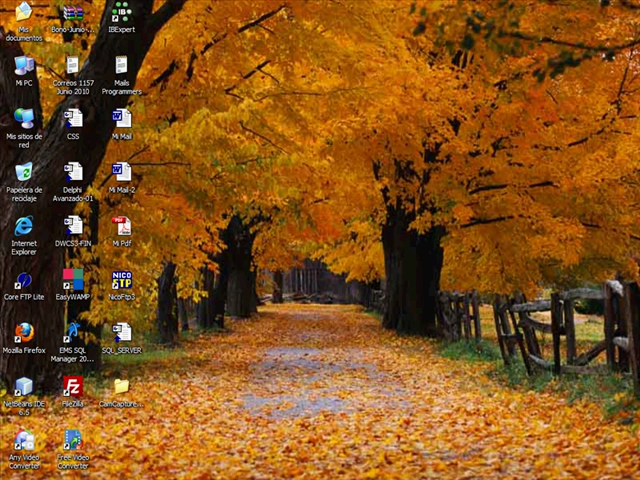 Mis documentos
Bono-Junio-...
IBExpert
Mi PC
Correos 1157 Junio 2010
Mails Programmers
Mis sitios de red
CSS
Mi Mail
Papelera de reciclaje
Delphi Avanzado-01
Mi Mail-2
Internet Explorer
DWCS3-FIN
Mi Pdf
Core FTP Lite
EasyWAMP
NicoFtp3
Mozilla Firefox
EMS SQL Manager 20...
SQL_SERVER
NetBeans IDE 6.5
FileZilla
CamCapture...
Any Video Converter
Free Video Converter